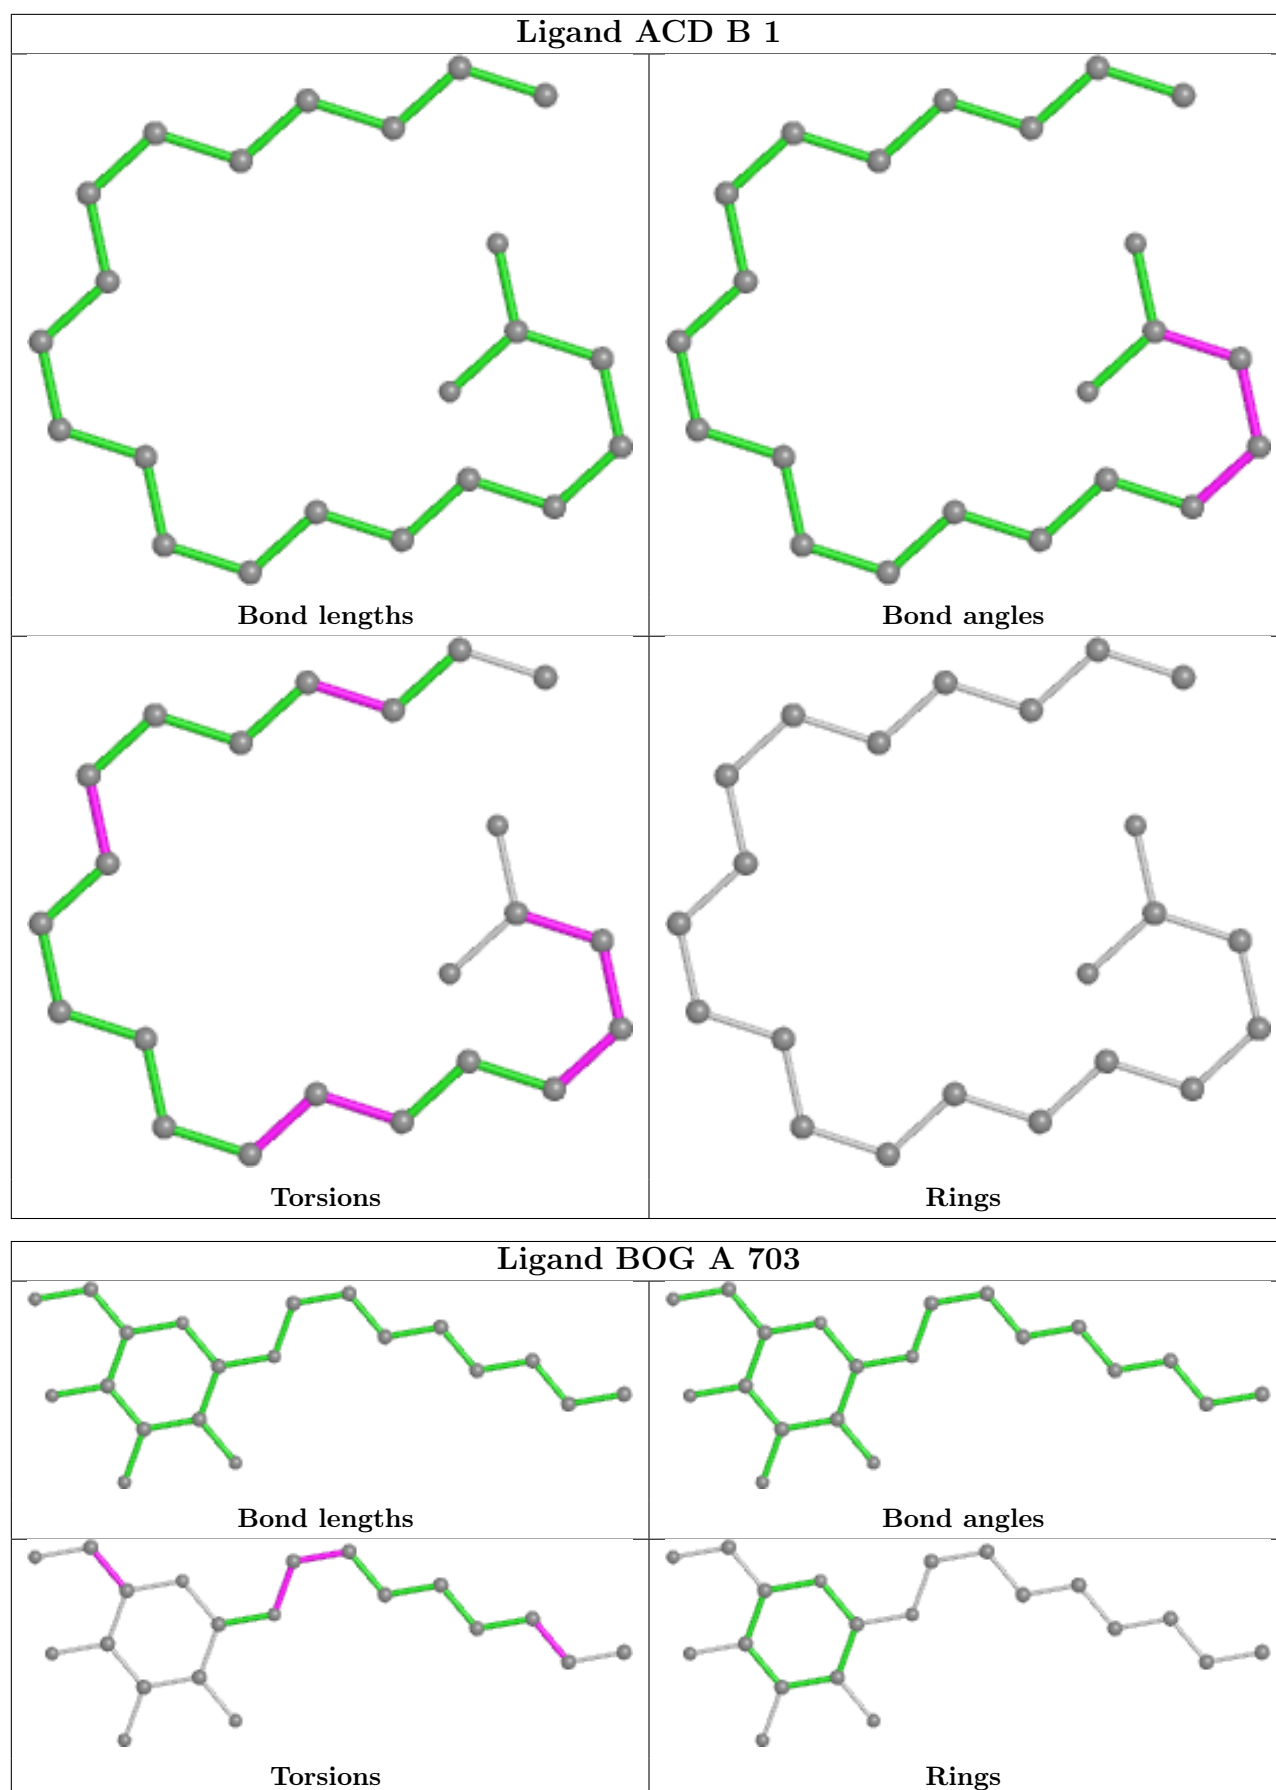 Ligand ACD B 1
Bond lengths
Bond angles
Torsions
Rings
Ligand BOG A 703
Bond lengths
Bond angles
Torsions
Rings